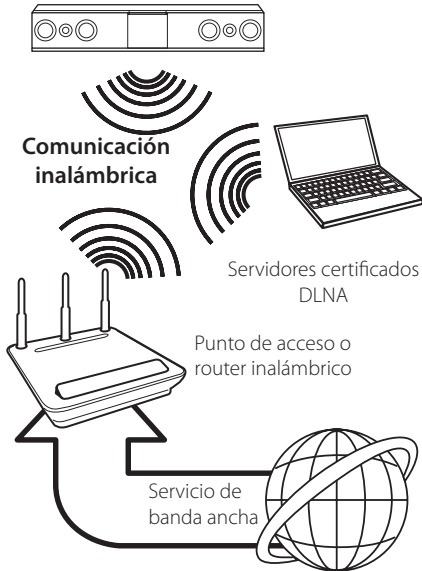 Comunicación
inalámbrica
Servidores certificados
DLNA
Punto de acceso o
router inalámbrico
Servicio de
banda ancha